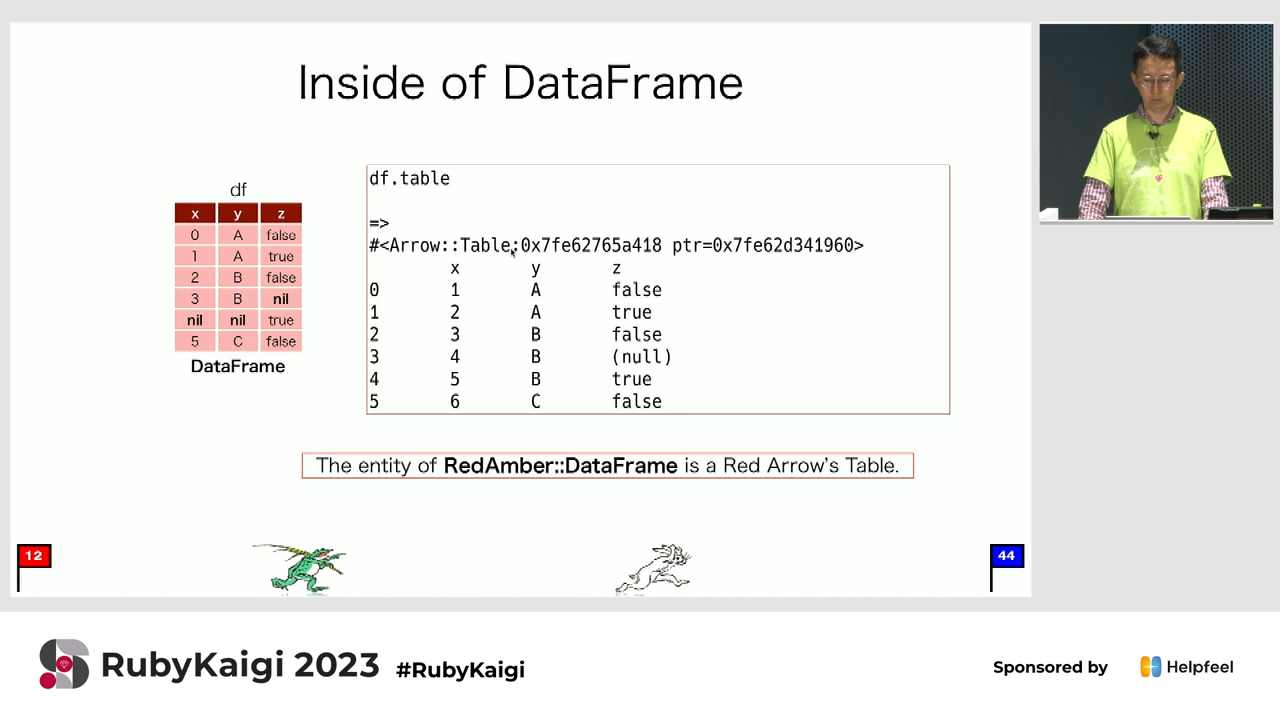 Inside of DataFrame
df
x y z
0 A false
1 A true
2 B false
3 B nil
nil nil true
5 C false
DataFrame
df.table
=>
#<Arrow::Table:0x7fe62765a418 ptr=0x7fe62d341960>
x y z
0 1 A false
1 2 A true
2 3 B false
3 4 B (null)
4 5 B true
5 6 C false
The entity of RedAmber::DataFrame is a Red Arrow's Table.
12
44
RubyKaigi 2023 #RubyKaigi
Sponsored by Helpfeel